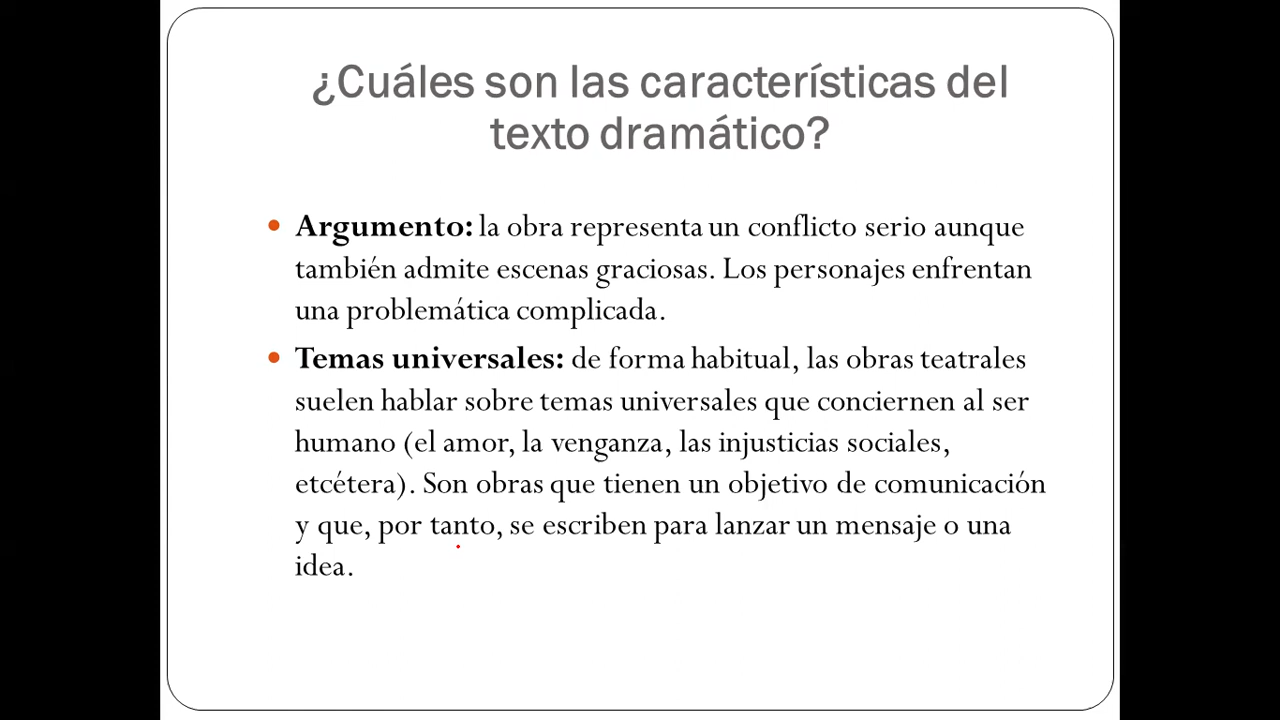 ¿Cuáles son las características del
texto dramático?
• Argumento: la obra representa un conflicto serio aunque
también admite escenas graciosas. Los personajes enfrentan
una problemática complicada.
• Temas universales: de forma habitual, las obras teatrales
suelen hablar sobre temas universales que conciernen al ser
humano (el amor, la venganza, las injusticias sociales,
etcétera). Son obras que tienen un objetivo de comunicación
y que, por tanto, se escriben para lanzar un mensaje o una
idea.